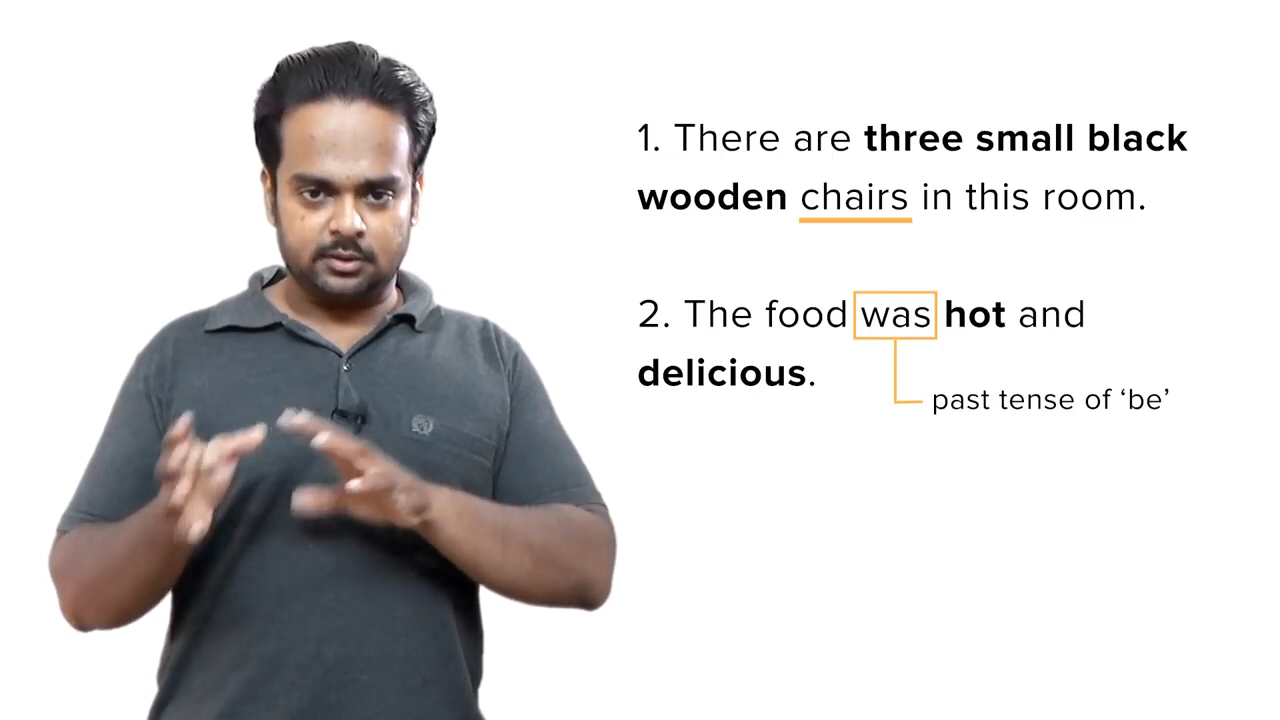 1. There are three small black
wooden chairs in this room.
2. The food was hot and
delicious.
past tense of ‘be’